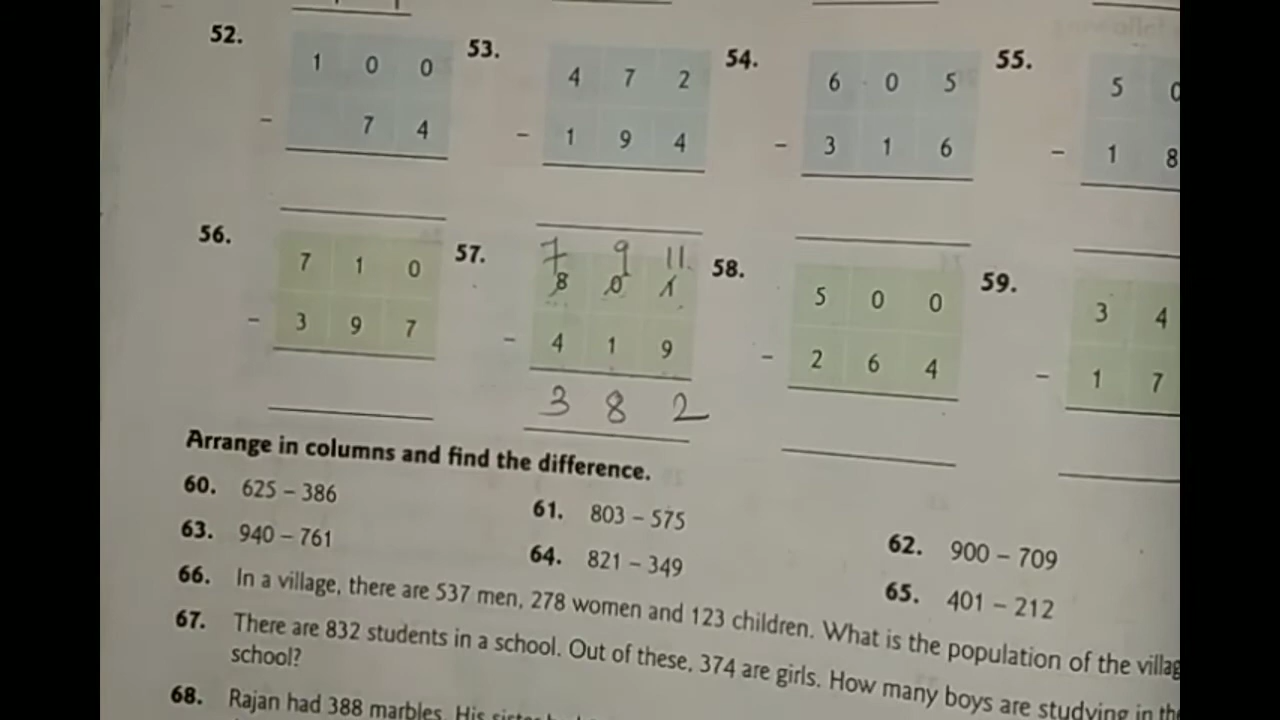 52. 53. 54. 55.
1 0 0 4 7 2 6 0 5 5 0
- 7 4 - 1 9 4 - 3 1 6 - 1 8
56. 57. 58. 59.
7 9 11
7 1 0 8 0 1 5 0 0 3 4
- 3 9 7 - 4 1 9 - 2 6 4 - 1 7
3 8 2
Arrange in columns and find the difference.
60. 625 – 386 61. 803 – 575 62. 900 – 709
63. 940 – 761 64. 821 – 349 65. 401 – 212
66. In a village, there are 537 men, 278 women and 123 children. What is the population of the villag
67. There are 832 students in a school. Out of these, 374 are girls. How many boys are studying in the
school?
68. Rajan had 388 marbles. His sister